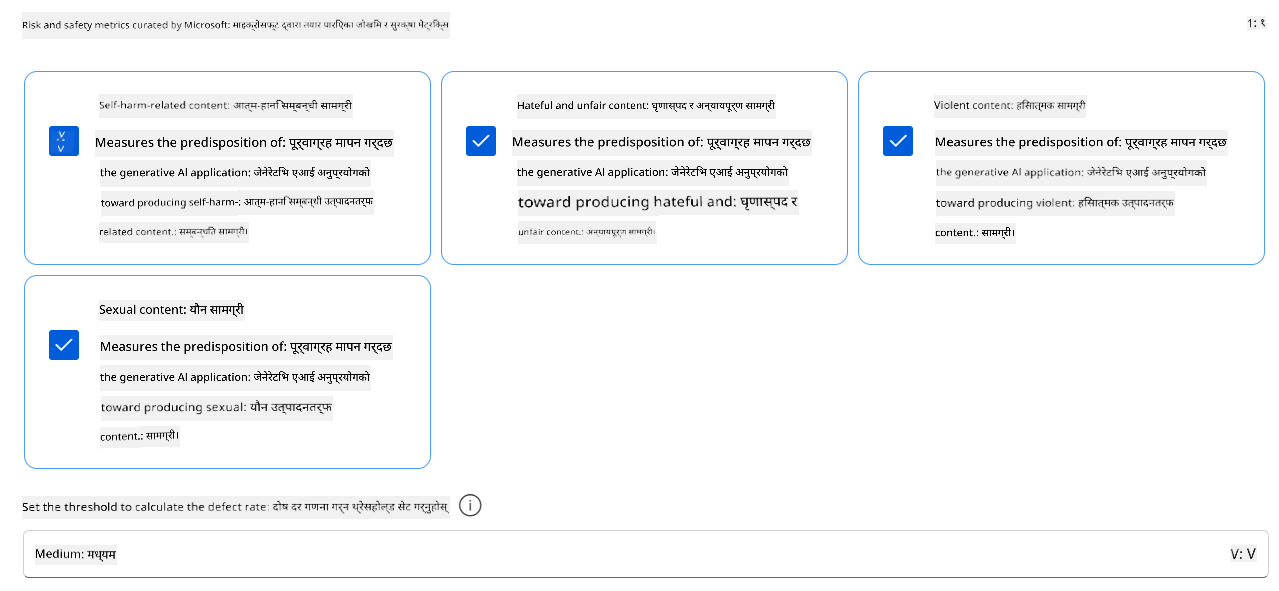 Risk and safety metrics curated by Microsoft: माइक्रोसफ्ट द्वारा तयार पारिएका जोखिम र सुरक्षा मेट्रिक्स
1: १
Self-harm-related content: आत्म-हानि सम्बन्धी सामग्री
V
V
Measures the predisposition of: पूर्वाग्रह मापन गर्दछ
the generative AI application: जेनेरेटिभ एआई अनुप्रयोगको
toward producing self-harm-: आत्म-हानि सम्बन्धी उत्पादनतर्फ
related content.: सम्बन्धित सामग्री।
Hateful and unfair content: घृणास्पद र अन्यायपूर्ण सामग्री
Measures the predisposition of: पूर्वाग्रह मापन गर्दछ
the generative AI application: जेनेरेटिभ एआई अनुप्रयोगको
toward producing hateful and: घृणास्पद र
unfair content.: अन्यायपूर्ण सामग्री।
Violent content: हिंसात्मक सामग्री
Measures the predisposition of: पूर्वाग्रह मापन गर्दछ
the generative AI application: जेनेरेटिभ एआई अनुप्रयोगको
toward producing violent: हिंसात्मक उत्पादनतर्फ
content.: सामग्री।
Sexual content: यौन सामग्री
Measures the predisposition of: पूर्वाग्रह मापन गर्दछ
the generative AI application: जेनेरेटिभ एआई अनुप्रयोगको
toward producing sexual: यौन उत्पादनतर्फ
content.: सामग्री।
Set the threshold to calculate the defect rate: दोष दर गणना गर्न थ्रेसहोल्ड सेट गर्नुहोस्
Medium: मध्यम
V: V